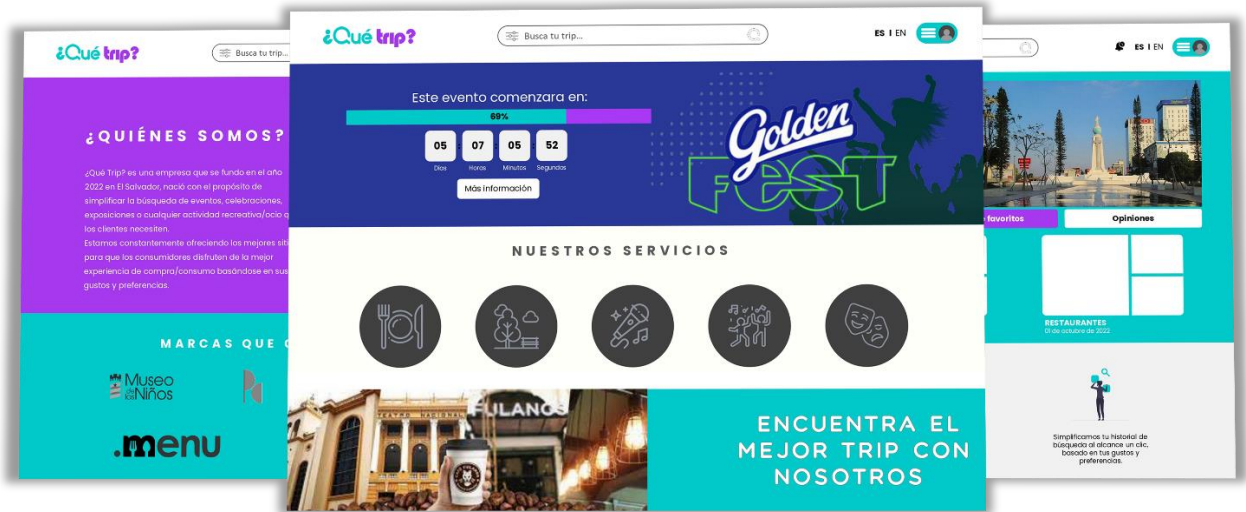 ¿Qué trip?
Busca tu trip...
¿QUIÉNES SOMOS?
¿Qué Trip? es una empresa que se fundo en el año
2022 en El Salvador, nació con el propósito de
simplificar la búsqueda de eventos, celebraciones,
exposiciones o cualquier actividad recreativa/ocio q
los clientes necesiten.
Estamos constantemente ofreciendo los mejores siti
para que los consumidores disfruten de la mejor
experiencia de compra/consumo basándose en sus
gustos y preferencias.
MARCAS QUE
Museo
de los Niños
.menu
¿Qué trip?
Busca tu trip...
ES I EN
Este evento comenzara en:
69%
05 07 05 52
Días Horas Minutos Segundos
Más información
Golden
FEST
NUESTROS SERVICIOS
TEATRO NACIONAL
FULANOS
ENCUENTRA EL
MEJOR TRIP CON
NOSOTROS
ES I EN
favoritos
Opiniones
RESTAURANTES
01 de octubre de 2022
Simplificamos tu historial de
búsqueda al alcance un clic,
basado en tus gustos y
preferencias.